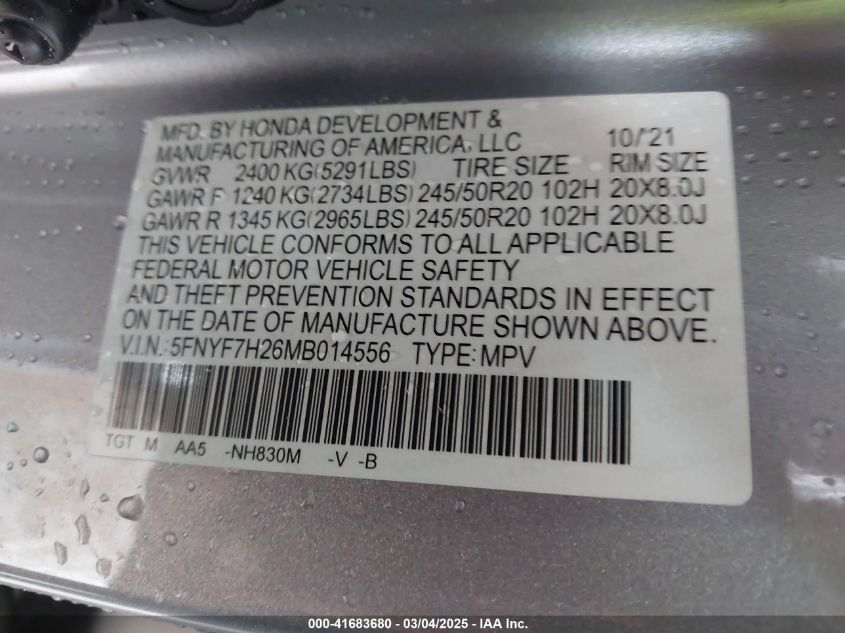 MFD. BY HONDA DEVELOPMENT &
MANUFACTURING OF AMERICA, LLC 10/'21
GVWR 2400 KG(5291LBS) TIRE SIZE RIM SIZE
GAWR F 1240 KG(2734LBS) 245/50R20 102H 20X8.0J
GAWR R 1345 KG(2965LBS) 245/50R20 102H 20X8.0J
THIS VEHICLE CONFORMS TO ALL APPLICABLE
FEDERAL MOTOR VEHICLE SAFETY
AND THEFT PREVENTION STANDARDS IN EFFECT
ON THE DATE OF MANUFACTURE SHOWN ABOVE.
V.I.N.:5FNYF7H26MB014556 TYPE:MPV
TGT M AA5 -NH830M -V -B
000-41683680 - 03/04/2025 - IAA Inc.